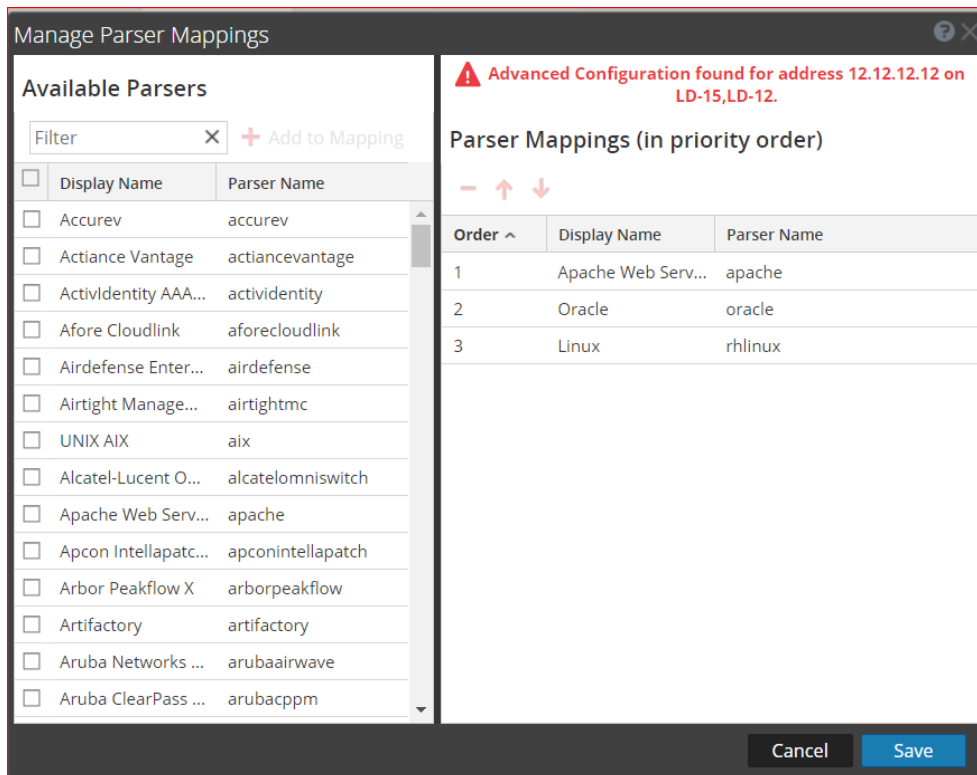 Manage Parser Mappings
Available Parsers
Filter
Add to Mapping
Display Name Parser Name
Accurev accurev
Actiance Vantage actiancevantage
ActivIdentity AAA... actividentity
Afore Cloudlink aforecloudlink
Airdefense Enter... airdefense
Airtight Manage... airtightmc
UNIX AIX aix
Alcatel-Lucent O... alcatelomniswitch
Apache Web Serv... apache
Apcon Intellapatc... apconintellapatch
Arbor Peakflow X arborpeakflow
Artifactory artifactory
Aruba Networks ... arubaairwave
Aruba ClearPass ... arubacppm
Advanced Configuration found for address 12.12.12.12 on
LD-15,LD-12.
Parser Mappings (in priority order)
Order Display Name Parser Name
1 Apache Web Serv... apache
2 Oracle oracle
3 Linux rhlinux
Cancel Save